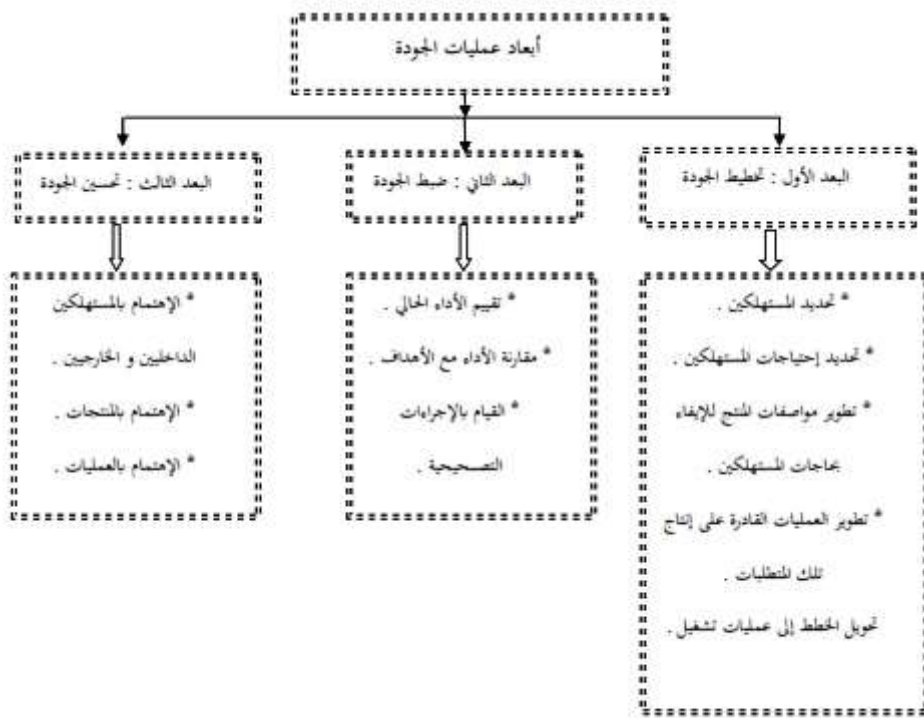 أبعاد عمليات الجودة
البعد الأول : تخطيط الجودة
البعد الثاني : ضبط الجودة
البعد الثالث : تحسين الجودة
* تحديد المستهلكين .
* تحديد إحتياجات المستهلكين .
* تطوير مواصفات المنتج للإيفاء
بحاجات المستهلكين .
* تطوير العمليات القادرة على إنتاج
تلك المتطلبات .
تحويل الخطط إلى عمليات تشغيل .
* تقييم الأداء الحالي .
* مقارنة الأداء مع الأهداف .
* القيام بالإجراءات
التصحيحية .
* الإهتمام بالمستهلكين
الداخليين و الخارجيين .
* الإهتمام بالمنتجات .
* الإهتمام بالعمليات .